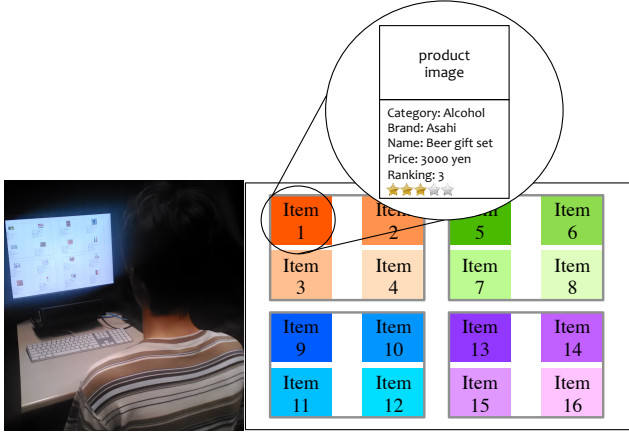 product
image
Category: Alcohol
Brand: Asahi
Name: Beer gift set
Price: 3000 yen
Ranking: 3
Item
1
Item
2
Item
3
Item
4
5
Item
6
Item
7
Item
8
Item
9
Item
10
Item
11
Item
12
Item
13
Item
14
Item
15
Item
16